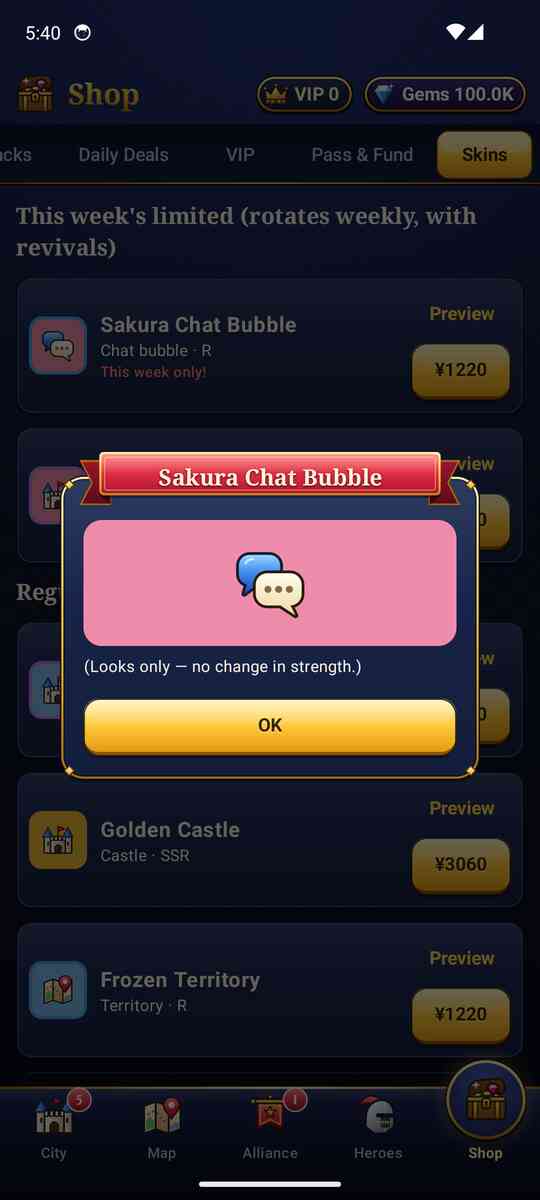 5:40
Shop
VIP 0
Gems 100.0K
acks
Daily Deals
VIP
Pass & Fund
Skins
This week's limited (rotates weekly, with
revivals)
Sakura Chat Bubble
Chat bubble · R
This week only!
Preview
¥1220
Sakura Chat Bubble
(Looks only — no change in strength.)
OK
Golden Castle
Castle · SSR
Preview
¥3060
Frozen Territory
Territory · R
Preview
¥1220
5
City
Map
1
Alliance
Heroes
Shop